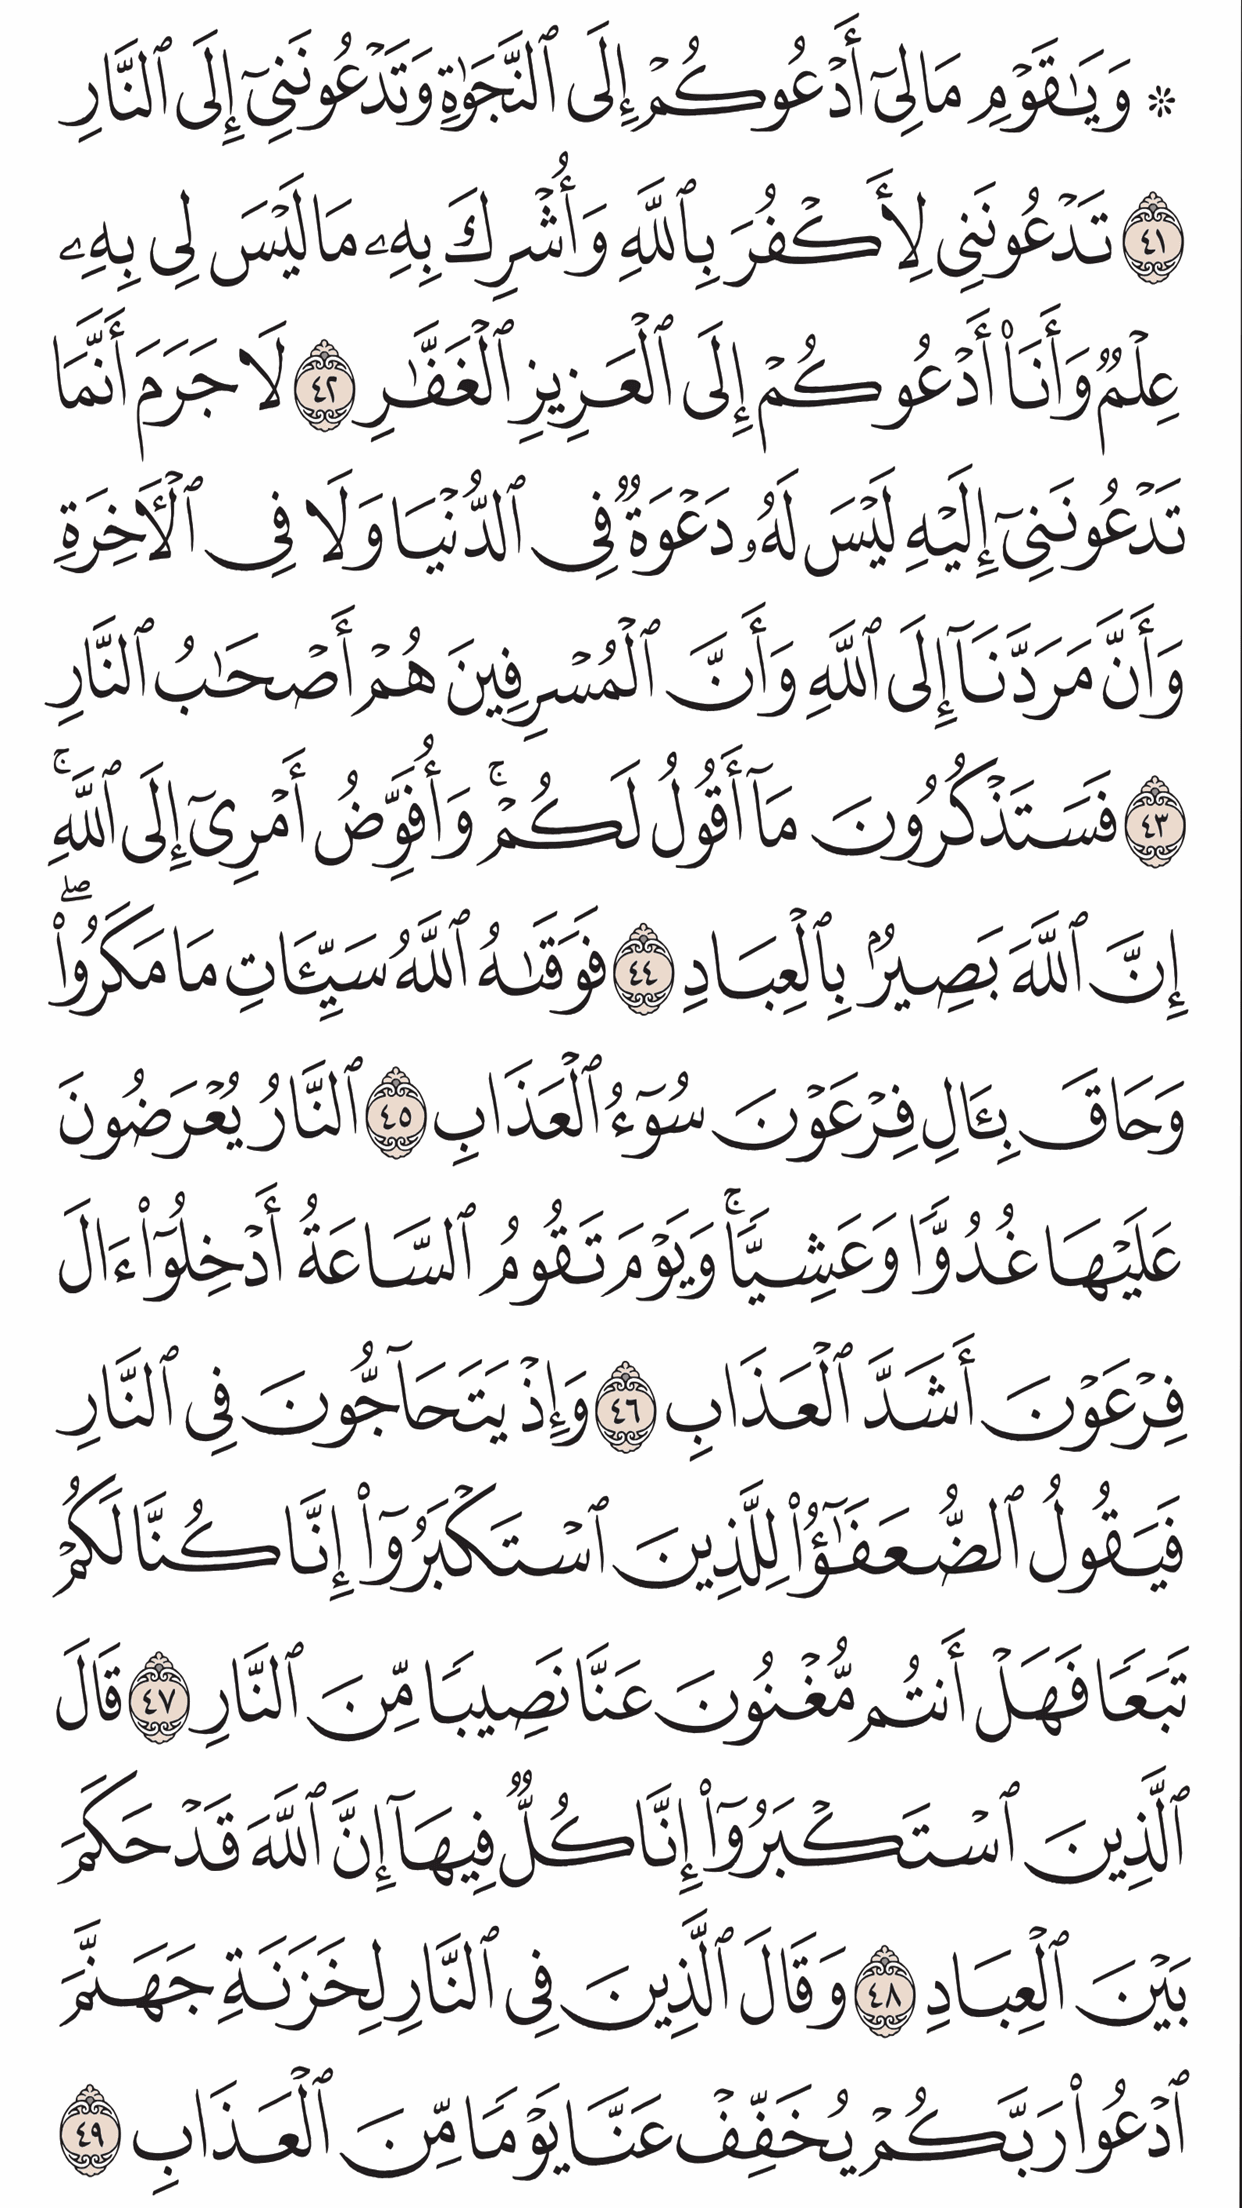 ۞ وَيَٰقَوۡمِ مَالِيٓ أَدۡعُوكُمۡ إِلَى ٱلنَّجَوٰةِ وَتَدۡعُونَنِيٓ إِلَى ٱلنَّارِ
٤١ تَدۡعُونَنِي لِأَكۡفُرَ بِٱللَّهِ وَأُشۡرِكَ بِهِۦ مَا لَيۡسَ لِي بِهِۦ
عِلۡمٞ وَأَنَا۠ أَدۡعُوكُمۡ إِلَى ٱلۡعَزِيزِ ٱلۡغَفَّٰرِ ٤٢ لَا جَرَمَ أَنَّمَا
تَدۡعُونَنِيٓ إِلَيۡهِ لَيۡسَ لَهُۥ دَعۡوَةٞ فِي ٱلدُّنۡيَا وَلَا فِي ٱلۡأٓخِرَةِ
وَأَنَّ مَرَدَّنَآ إِلَى ٱللَّهِ وَأَنَّ ٱلۡمُسۡرِفِينَ هُمۡ أَصۡحَٰبُ ٱلنَّارِ
٤٣ فَسَتَذۡكُرُونَ مَآ أَقُولُ لَكُمۡۚ وَأُفَوِّضُ أَمۡرِيٓ إِلَى ٱللَّهِۚ
إِنَّ ٱللَّهَ بَصِيرُۢ بِٱلۡعِبَادِ ٤٤ فَوَقَىٰهُ ٱللَّهُ سَيِّـَٔاتِ مَا مَكَرُواْۖ
وَحَاقَ بِـَٔالِ فِرۡعَوۡنَ سُوٓءُ ٱلۡعَذَابِ ٤٥ ٱلنَّارُ يُعۡرَضُونَ
عَلَيۡهَا غُدُوّٗا وَعَشِيّٗاۚ وَيَوۡمَ تَقُومُ ٱلسَّاعَةُ أَدۡخِلُوٓاْ ءَالَ
فِرۡعَوۡنَ أَشَدَّ ٱلۡعَذَابِ ٤٦ وَإِذۡ يَتَحَآجُّونَ فِي ٱلنَّارِ
فَيَقُولُ ٱلضُّعَفَٰٓؤُاْ لِلَّذِينَ ٱسۡتَكۡبَرُوٓاْ إِنَّا كُنَّا لَكُمۡ
تَبَعٗا فَهَلۡ أَنتُم مُّغۡنُونَ عَنَّا نَصِيبٗا مِّنَ ٱلنَّارِ ٤٧ قَالَ
ٱلَّذِينَ ٱسۡتَكۡبَرُوٓاْ إِنَّا كُلّٞ فِيهَآ إِنَّ ٱللَّهَ قَدۡ حَكَمَ
بَيۡنَ ٱلۡعِبَادِ ٤٨ وَقَالَ ٱلَّذِينَ فِي ٱلنَّارِ لِخَزَنَةِ جَهَنَّمَ
ٱدۡعُواْ رَبَّكُمۡ يُخَفِّفۡ عَنَّا يَوۡمٗا مِّنَ ٱلۡعَذَابِ ٤٩